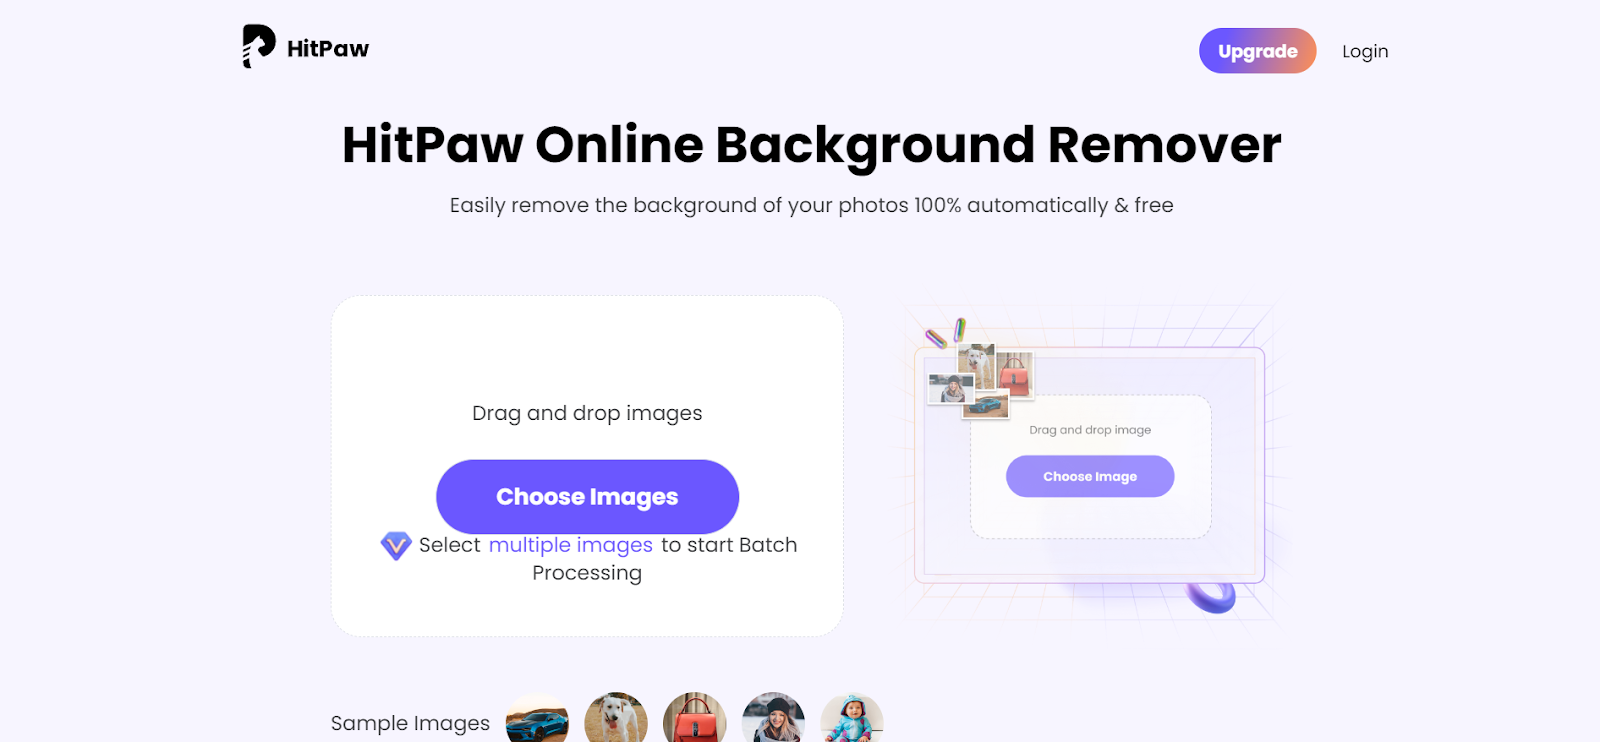 HitPaw
Upgrade
Login
HitPaw Online Background Remover
Easily remove the background of your photos 100% automatically & free
Drag and drop images
Choose Images
Select multiple images to start Batch
Processing
Drag and drop image
Choose Image
Sample Images